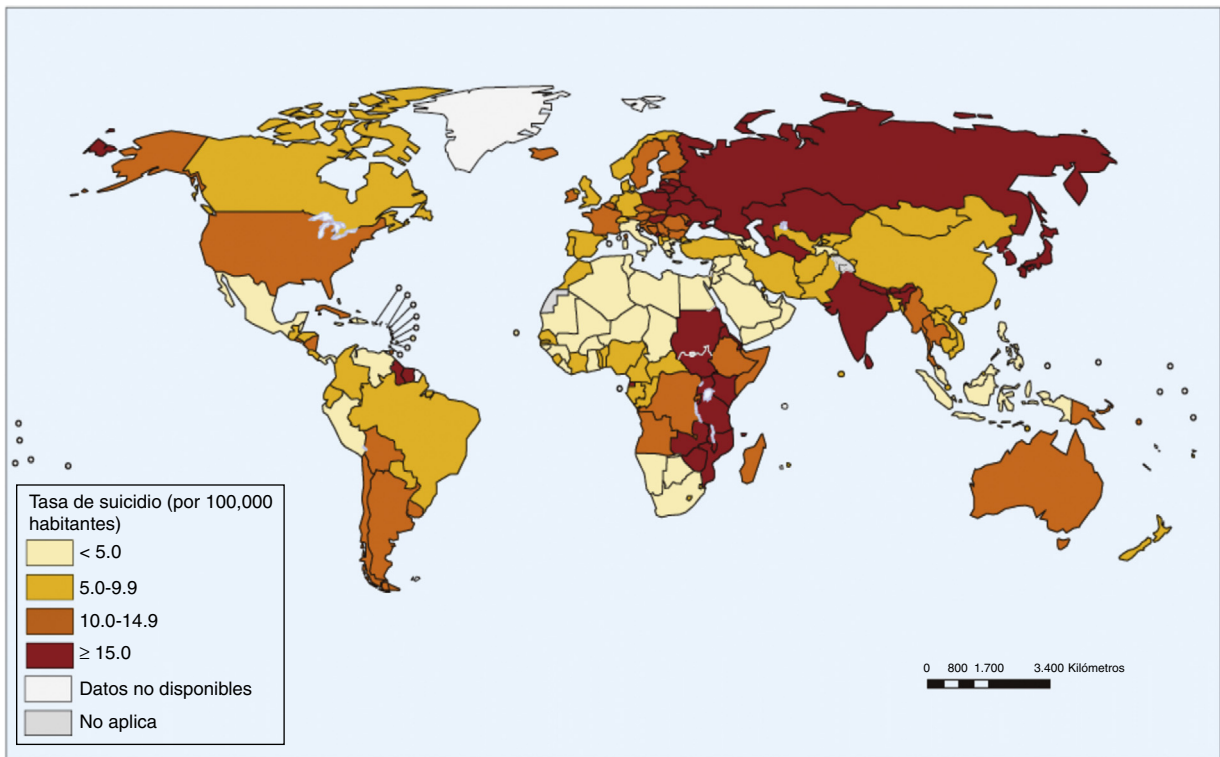 Tasa de suicidio (por 100,000
habitantes)
< 5.0
5.0-9.9
10.0-14.9
≥ 15.0
Datos no disponibles
No aplica
0 800 1.700 3.400 Kilómetros